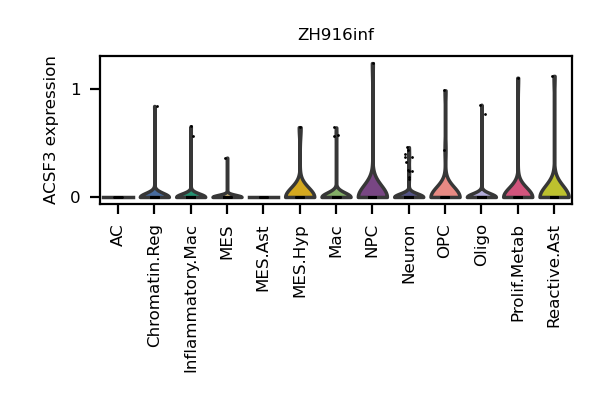 ZH916inf
ACSF3 expression
1
0
AC
Chromatin.Reg
Inflammatory.Mac
MES
MES.Ast
MES.Hyp
Mac
NPC
Neuron
OPC
Oligo
Prolif.Metab
Reactive.Ast